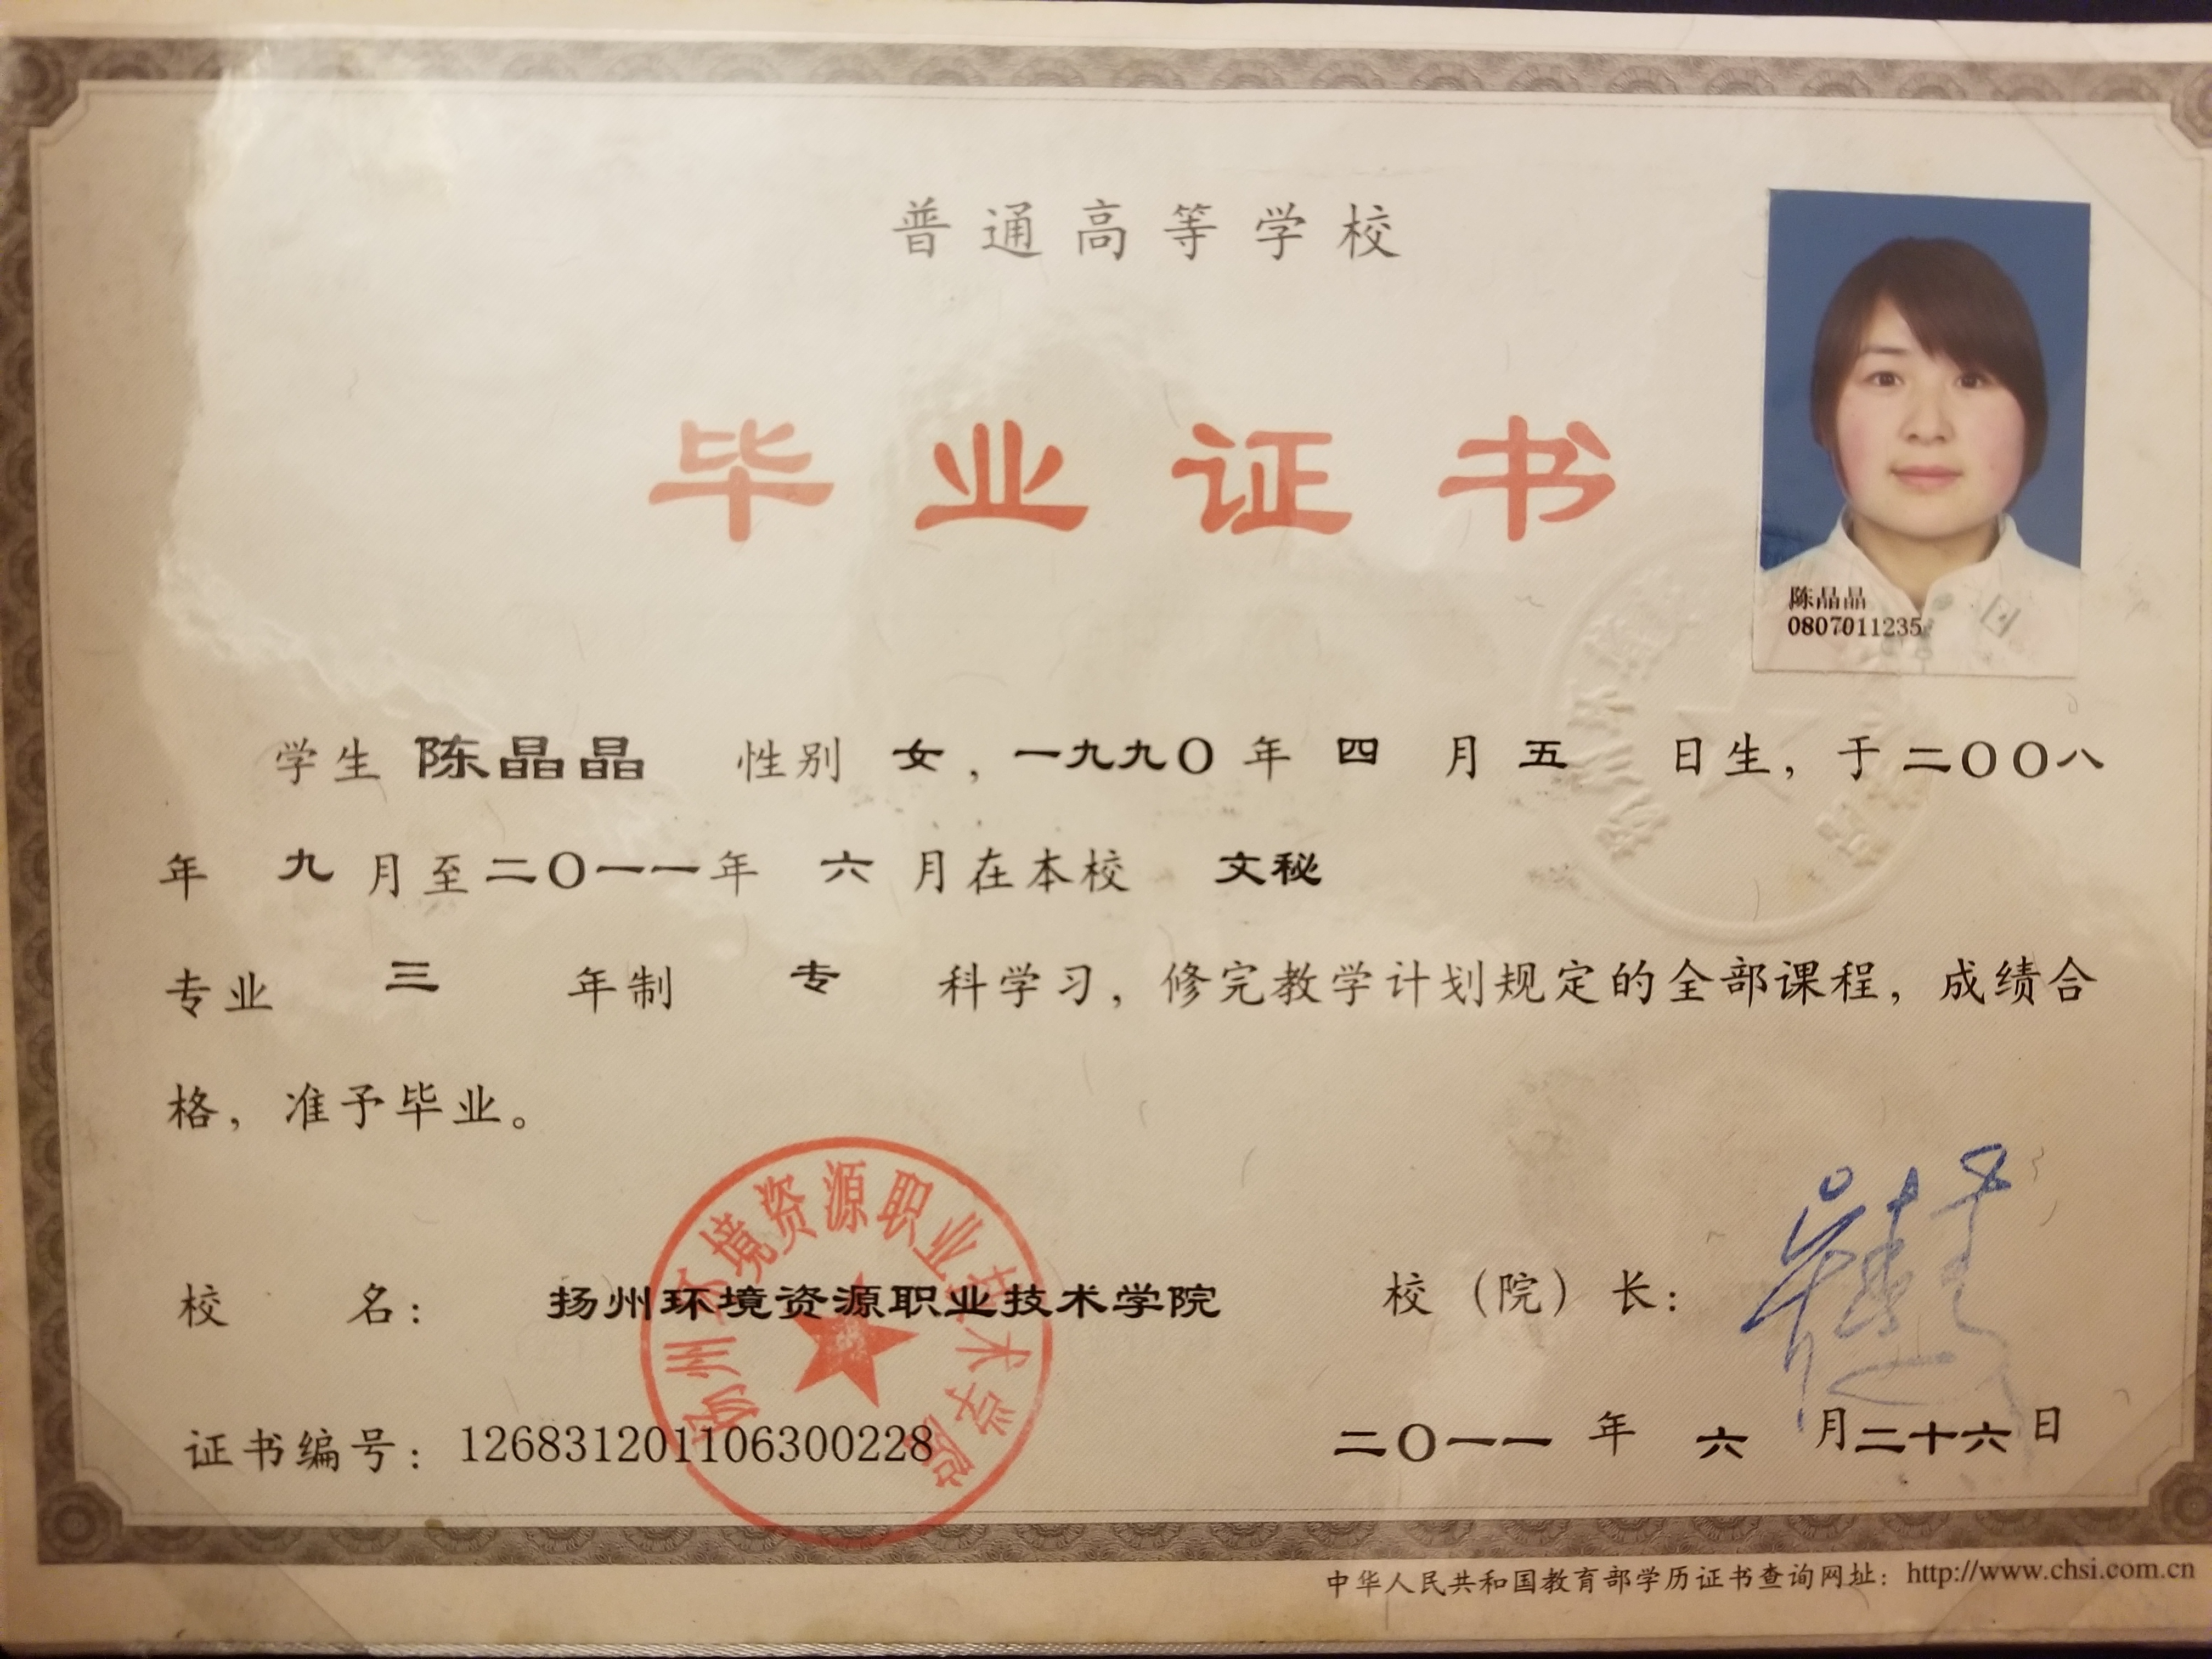 普通高等学校
毕业证书
陈晶晶
0807011235
学生 陈晶晶 性别 女，一九九〇年 四 月 五 日生，于二〇〇八
年 九 月至二〇一一年 六 月在本校 文秘
专业 三 年制 专 科学习，修完教学计划规定的全部课程，成绩合
格，准予毕业。
扬州环境资源职业技术学院
校 名： 扬州环境资源职业技术学院 校（院）长：
证书编号：126831201106300228 二〇一一年 六 月二十六日
中华人民共和国教育部学历证书查询网址：http://www.chsi.com.cn